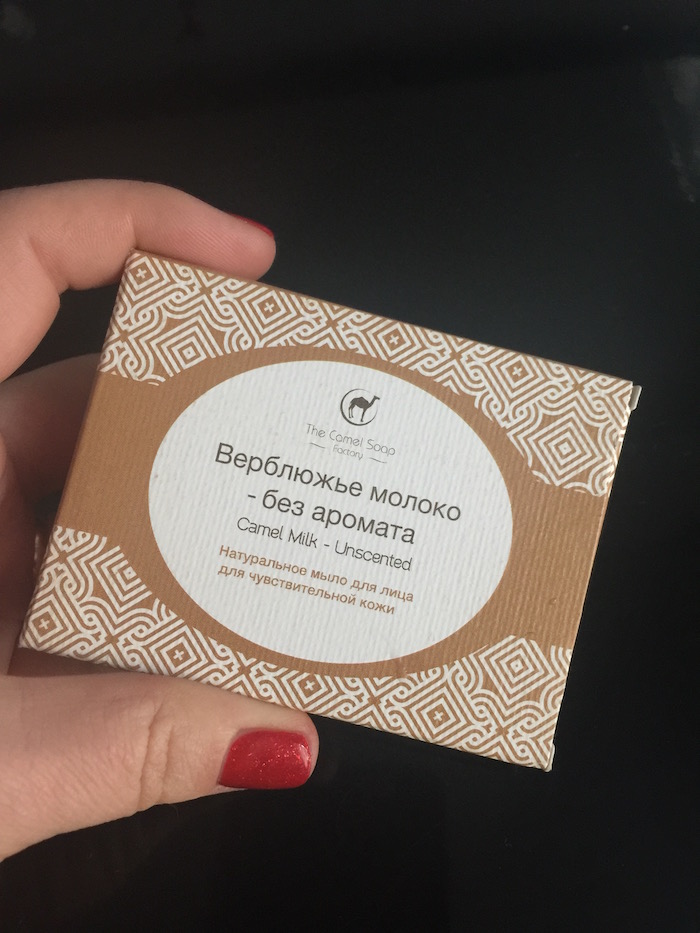 The Camel Soap
Factory
Верблюжье молоко
- без аромата
Camel Milk - Unscented
Натуральное мыло для лица
для чувствительной кожи